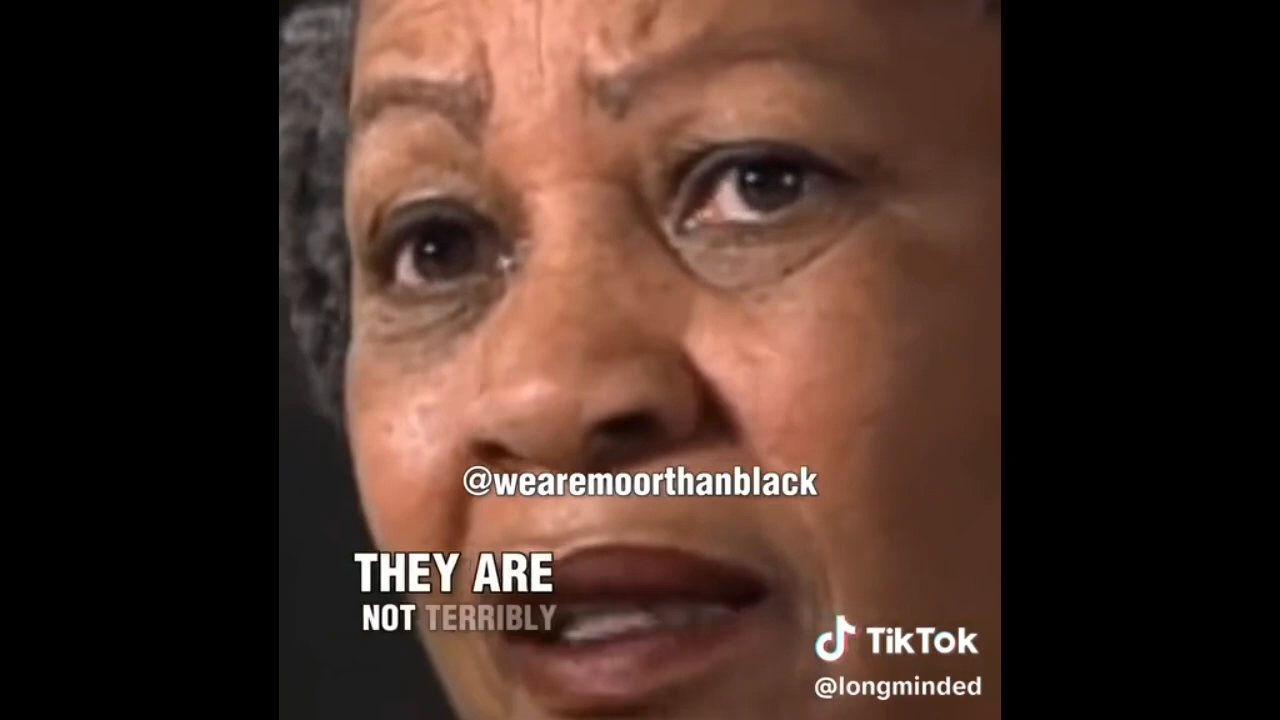 @wearemoorthanblack
THEY ARE
NOT TERRIBLY
TikTok
@longminded